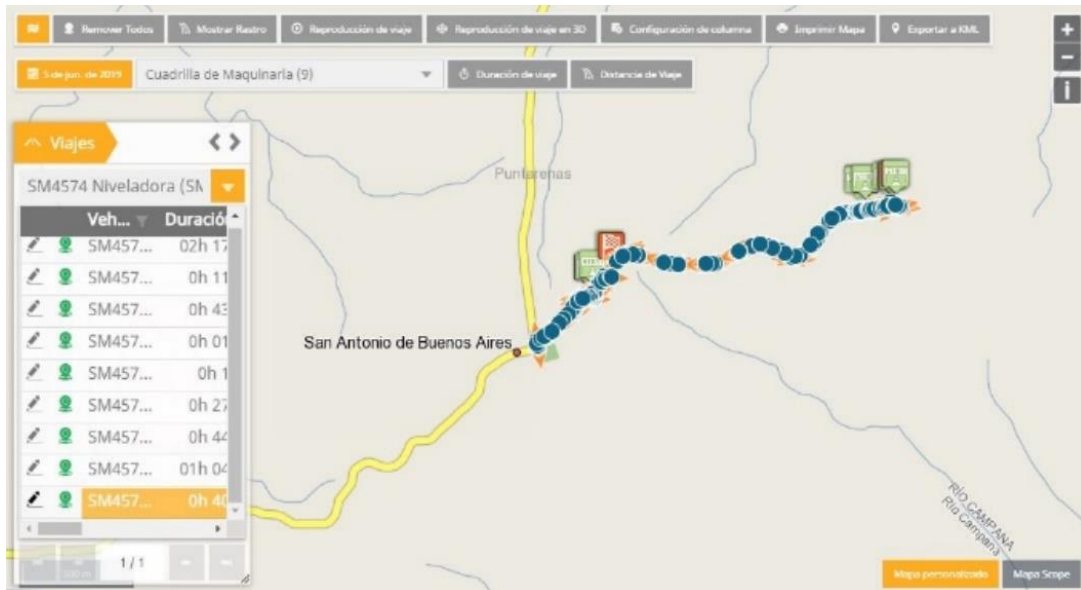 Remover Todos Mostrar Rastro Reproducción de viaje Reproducción de viaje en 3D Configuración de columna Imprimir Mapa Exportar a KML
+
−
i
5 de jun. de 2019 Cuadrilla de Maquinaria (9) Duración de viaje Distancia de Viaje
Viajes
SM4574 Niveladora (SM
Veh... Duració
SM457... 02h 17
SM457... 0h 11
SM457... 0h 43
SM457... 0h 01
SM457... 0h 1
SM457... 0h 27
SM457... 0h 44
SM457... 01h 04
SM457... 0h 40
1 / 1
Puntarenas
San Antonio de Buenos Aires
RÍO CAMPANA
Río Campana
Mapa personalizado Mapa Scope